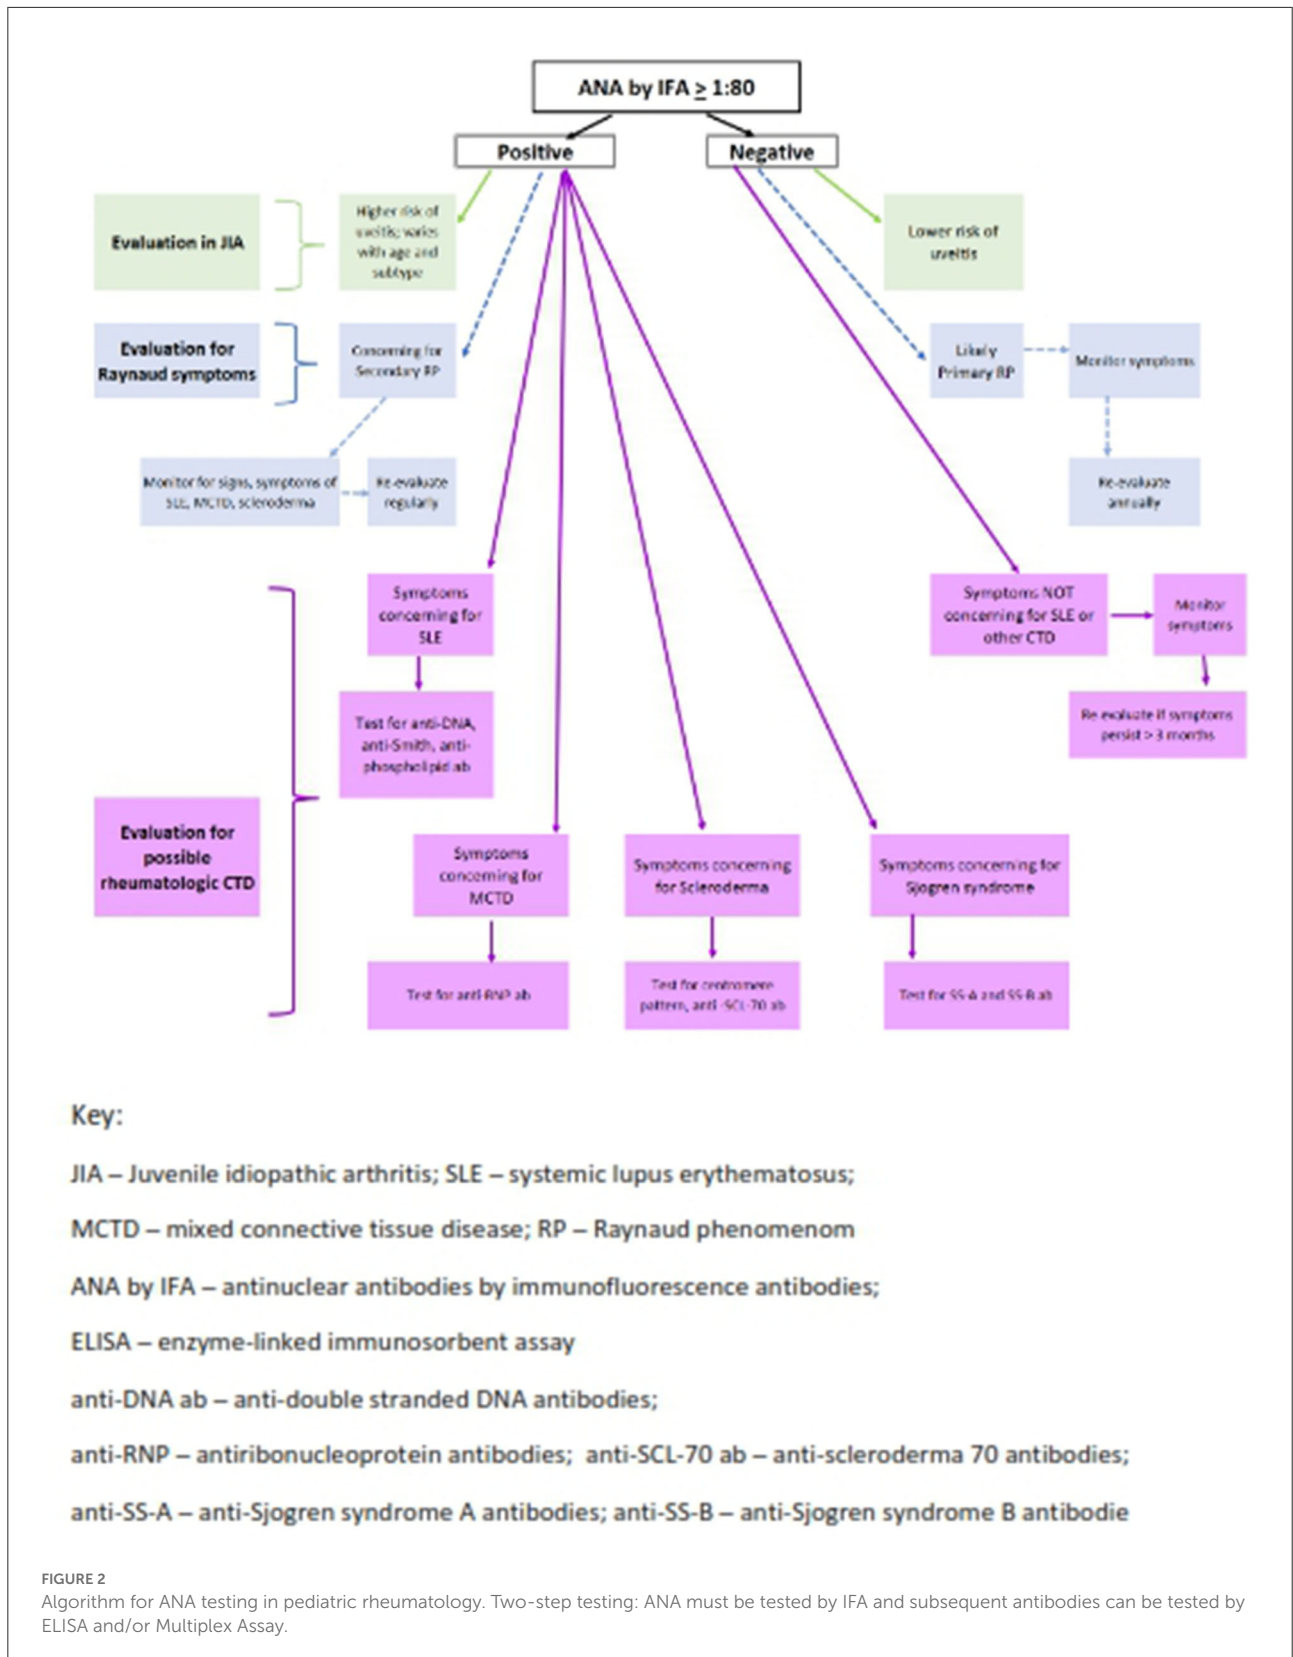 ANA by IFA ≥ 1:80
Positive
Negative
Evaluation in JIA
Higher risk of
uveitis; varies
with age and
subtype
Lower risk of
uveitis
Evaluation for
Raynaud symptoms
Concerning for
Secondary RP
Likely
Primary RP
Monitor symptoms
Monitor for signs, symptoms of
SLE, MCTD, scleroderma
Re-evaluate
regularly
Re-evaluate
annually
Symptoms
concerning for
SLE
Symptoms NOT
concerning for SLE or
other CTD
Monitor
symptoms
Test for anti-DNA,
anti-Smith, anti-
phospholipid ab
Re evaluate if symptoms
persist > 3 months
Evaluation for
possible
rheumatologic CTD
Symptoms
concerning for
MCTD
Symptoms concerning
for Scleroderma
Symptoms concerning for
Sjogren syndrome
Test for anti-RNP ab
Test for centromere
pattern, anti -SCL-70 ab
Test for SS-A and SS-B ab
Key:
JIA – Juvenile idiopathic arthritis; SLE – systemic lupus erythematosus;
MCTD – mixed connective tissue disease; RP – Raynaud phenomenom
ANA by IFA – antinuclear antibodies by immunofluorescence antibodies;
ELISA – enzyme-linked immunosorbent assay
anti-DNA ab – anti-double stranded DNA antibodies;
anti-RNP – antiribonucleoprotein antibodies; anti-SCL-70 ab – anti-scleroderma 70 antibodies;
anti-SS-A – anti-Sjogren syndrome A antibodies; anti-SS-B – anti-Sjogren syndrome B antibodie
FIGURE 2
Algorithm for ANA testing in pediatric rheumatology. Two-step testing: ANA must be tested by IFA and subsequent antibodies can be tested by
ELISA and/or Multiplex Assay.